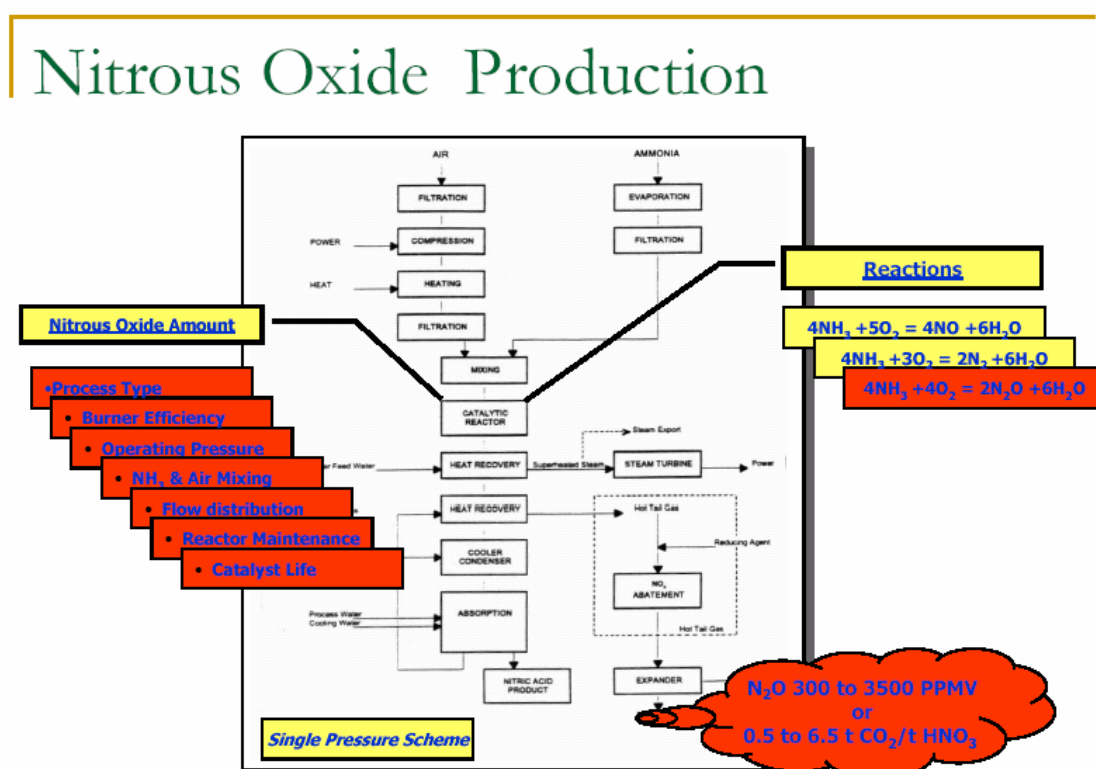 Nitrous Oxide Production
AIR
AMMONIA
FILTRATION
EVAPORATION
POWER
COMPRESSION
FILTRATION
HEAT
HEATING
FILTRATION
MIXING
CATALYTIC
REACTOR
Steam Export
Feed Water
HEAT RECOVERY
Superheated Steam
STEAM TURBINE
Power
HEAT RECOVERY
Hot Tail Gas
Reducing Agent
COOLER
CONDENSER
NOx
ABATEMENT
Process Water
Cooling Water
ABSORPTION
Hot Tail Gas
NITRIC ACID
PRODUCT
EXPANDER
Single Pressure Scheme
Nitrous Oxide Amount
•Process Type
• Burner Efficiency
• Operating Pressure
• NH₃ & Air Mixing
• Flow distribution
• Reactor Maintenance
• Catalyst Life
Reactions
4NH₃ +5O₂ = 4NO +6H₂O
4NH₃ +3O₂ = 2N₂ +6H₂O
4NH₃ +4O₂ = 2N₂O +6H₂O
N₂O 300 to 3500 PPMV
or
0.5 to 6.5 t CO₂/t HNO₃